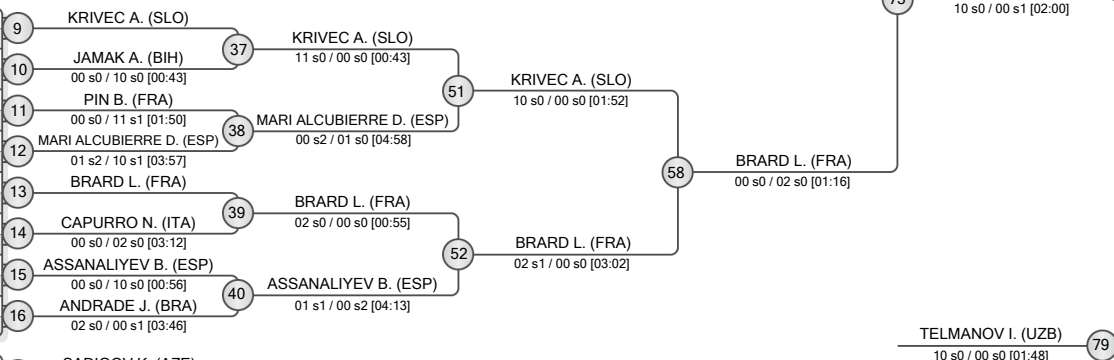 10 s0 / 00 s1 [02:00]
9
KRIVEC A. (SLO)
37
KRIVEC A. (SLO)
11 s0 / 00 s0 [00:43]
10
JAMAK A. (BIH)
00 s0 / 10 s0 [00:43]
51
KRIVEC A. (SLO)
10 s0 / 00 s0 [01:52]
11
PIN B. (FRA)
00 s0 / 11 s1 [01:50]
38
MARI ALCUBIERRE D. (ESP)
00 s2 / 01 s0 [04:58]
12
MARI ALCUBIERRE D. (ESP)
01 s2 / 10 s1 [03:57]
58
BRARD L. (FRA)
00 s0 / 02 s0 [01:16]
13
BRARD L. (FRA)
39
BRARD L. (FRA)
02 s0 / 00 s0 [00:55]
14
CAPURRO N. (ITA)
00 s0 / 02 s0 [03:12]
52
BRARD L. (FRA)
02 s1 / 00 s0 [03:02]
15
ASSANALIYEV B. (ESP)
00 s0 / 10 s0 [00:56]
40
ASSANALIYEV B. (ESP)
01 s1 / 00 s2 [04:13]
16
ANDRADE J. (BRA)
02 s0 / 00 s1 [03:46]
TELMANOV I. (UZB)
79
10 s0 / 00 s0 [01:48]